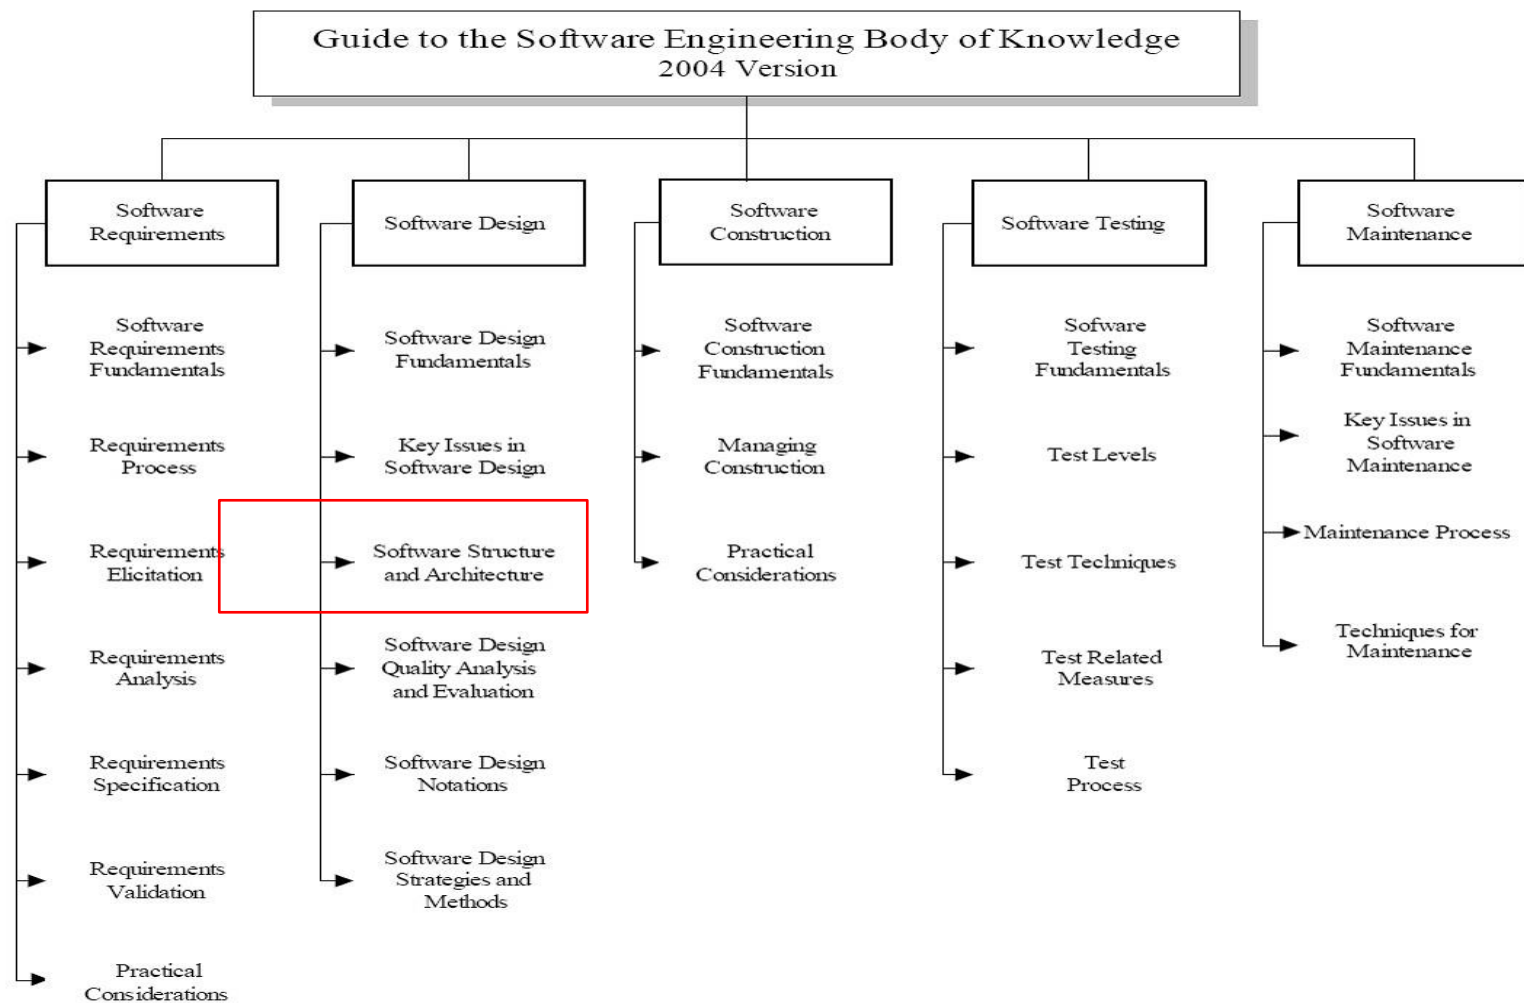 Guide to the Software Engineering Body of Knowledge
2004 Version
Software
Requirements
Software
Requirements
Fundamentals
Requirements
Process
Requirements
Elicitation
Requirements
Analysis
Requirements
Specification
Requirements
Validation
Practical
Considerations
Software Design
Software Design
Fundamentals
Key Issues in
Software Design
Software Structure
and Architecture
Software Design
Quality Analysis
and Evaluation
Software Design
Notations
Software Design
Strategies and
Methods
Software
Construction
Software
Construction
Fundamentals
Managing
Construction
Practical
Considerations
Software Testing
Sofware
Testing
Fundamentals
Test Levels
Test Techniques
Test Related
Measures
Test
Process
Software
Maintenance
Software
Maintenance
Fundamentals
Key Issues in
Software
Maintenance
Maintenance Process
Techniques for
Maintenance